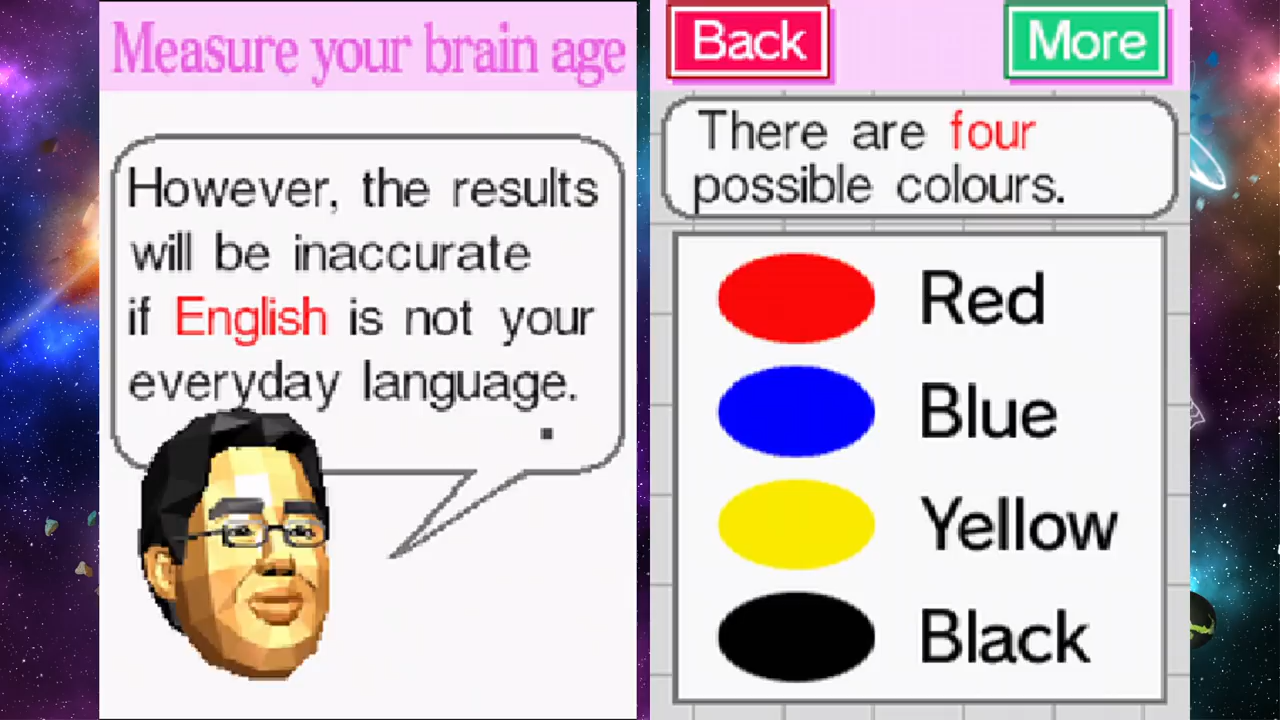 Measure your brain age
However, the results
will be inaccurate
if English is not your
everyday language.
Back
More
There are four
possible colours.
Red
Blue
Yellow
Black